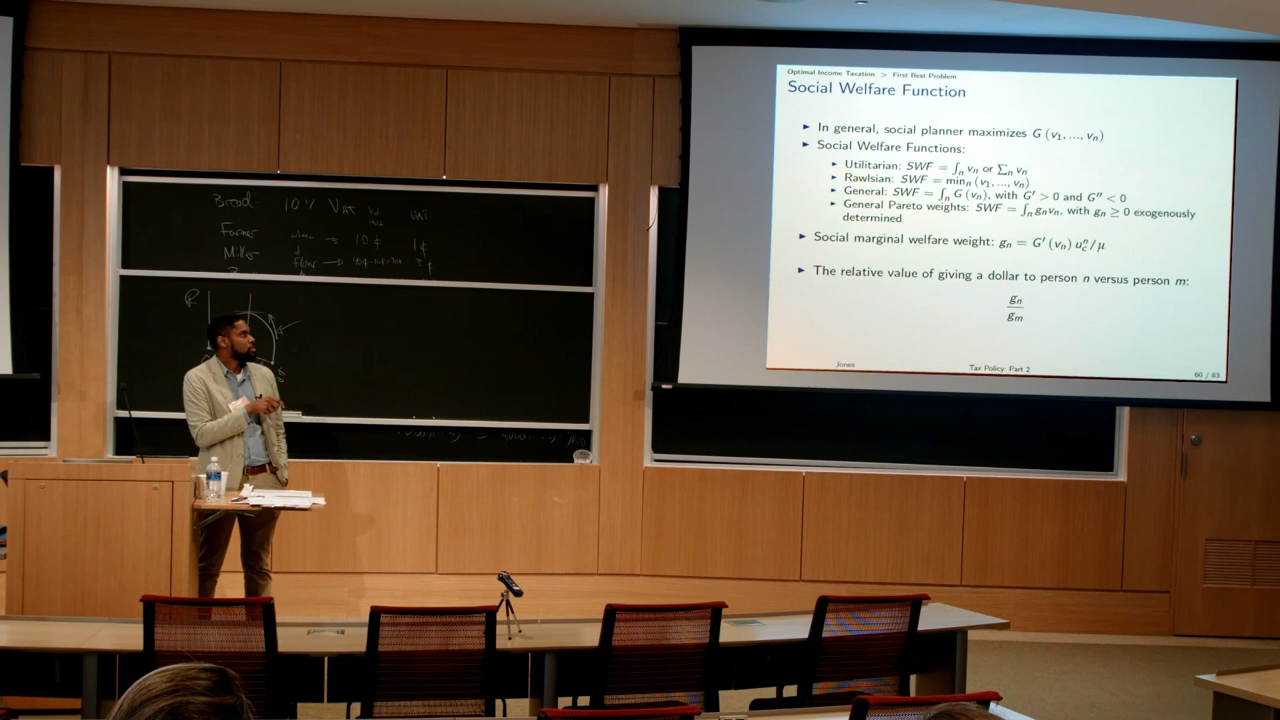 Optimal Income Taxation > First Best Problem
Social Welfare Function
► In general, social planner maximizes G (v₁, ..., vₙ)
► Social Welfare Functions:
► Utilitarian: SWF = ∫ₙ vₙ or ∑ₙ vₙ
► Rawlsian: SWF = minₙ (v₁, ..., vₙ)
► General: SWF = ∫ₙ G (vₙ), with G′ > 0 and G″ < 0
► General Pareto weights: SWF = ∫ₙ gₙvₙ, with gₙ ≥ 0 exogenously
determined
► Social marginal welfare weight: gₙ = G′ (vₙ) u_c^n/μ
► The relative value of giving a dollar to person n versus person m:
gₙ
gₘ
Jones
Tax Policy: Part 2
60 / 83
Bread: 10% VAT
VAT
Farmer
10¢ 1¢
Miller
flour